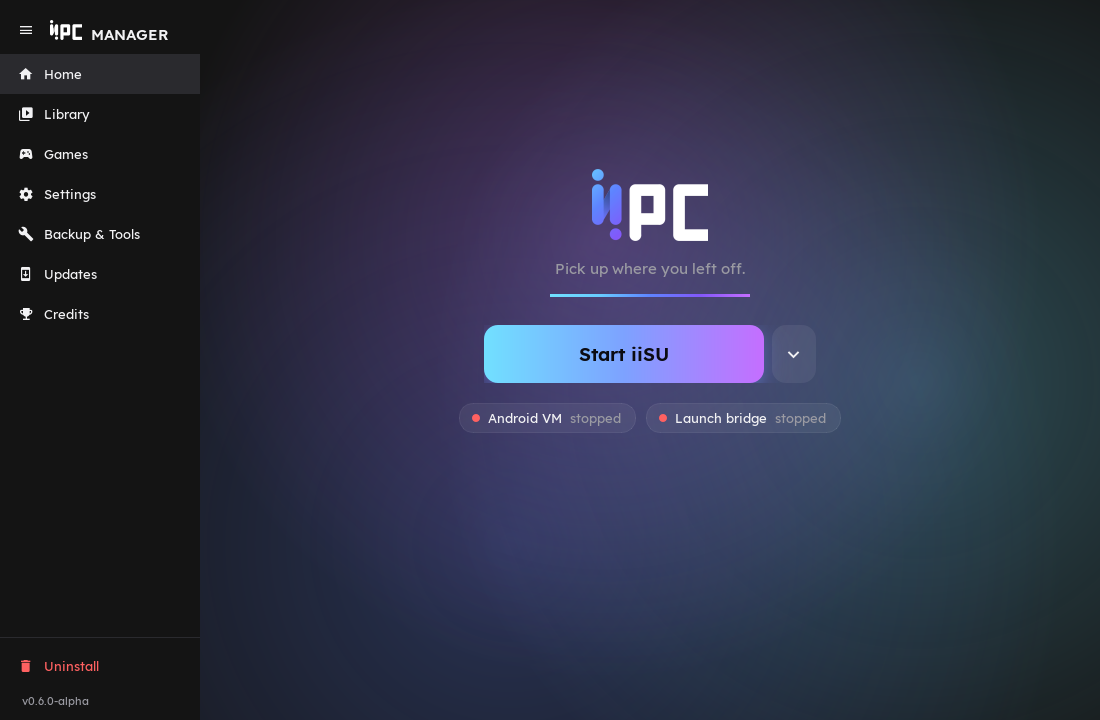 iiPC MANAGER
Home
Library
Games
Settings
Backup & Tools
Updates
Credits
Uninstall
v0.6.0-alpha
iiPC
Pick up where you left off.
Start iiSU
Android VM stopped
Launch bridge stopped